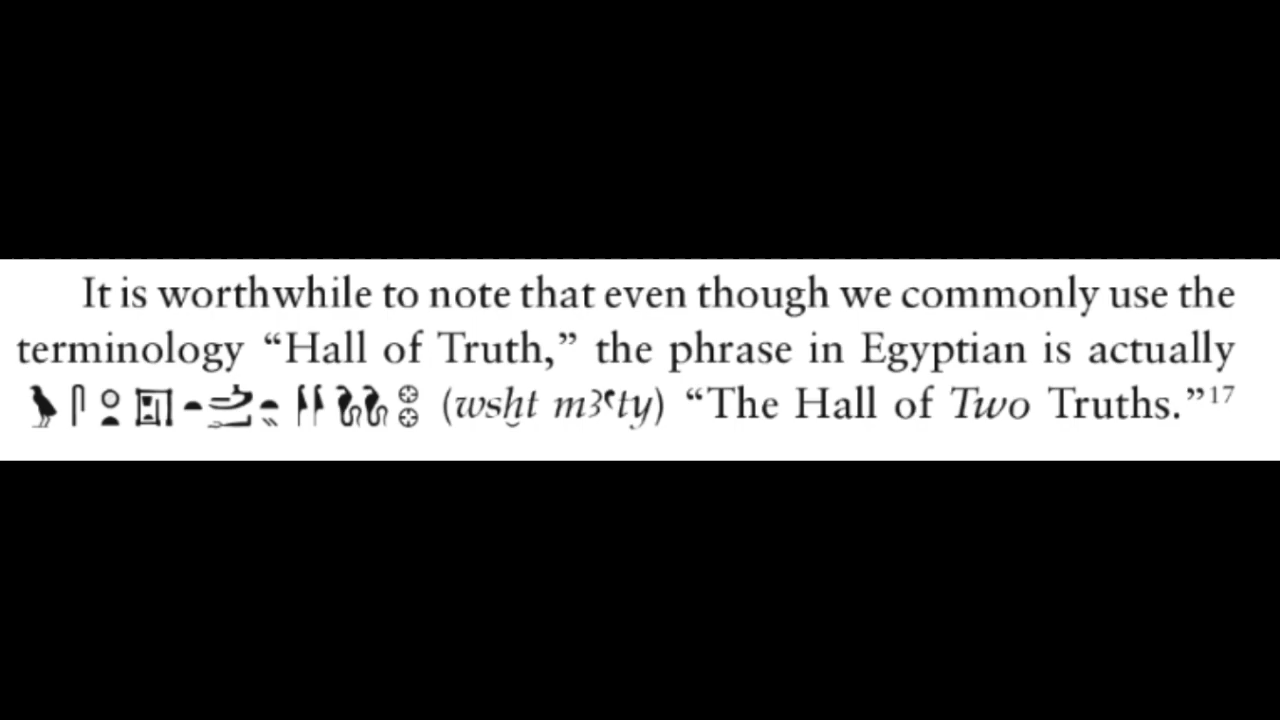 It is worthwhile to note that even though we commonly use the
terminology “Hall of Truth,” the phrase in Egyptian is actually
(wsḫt mꜣꜥty) “The Hall of Two Truths.”¹⁷